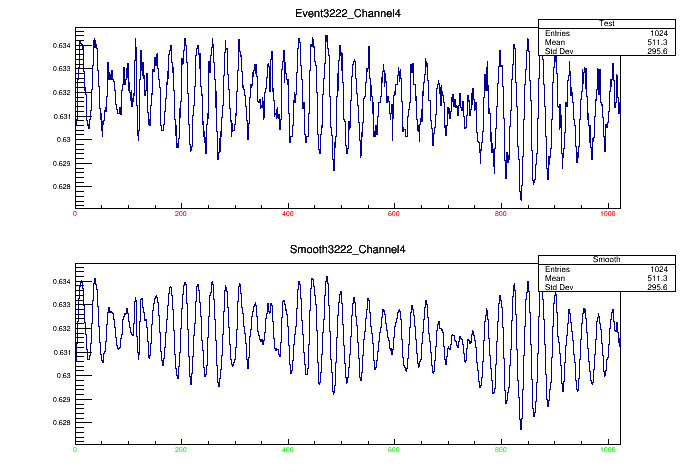 Event3222_Channel4
Test
Entries 1024
Mean 511.3
Std Dev 295.6
0.634
0.633
0.632
0.631
0.63
0.629
0.628
0 200 400 600 800 1000
Smooth3222_Channel4
Smooth
Entries 1024
Mean 511.3
Std Dev 295.6
0.634
0.633
0.632
0.631
0.63
0.629
0.628
0 200 400 600 800 1000